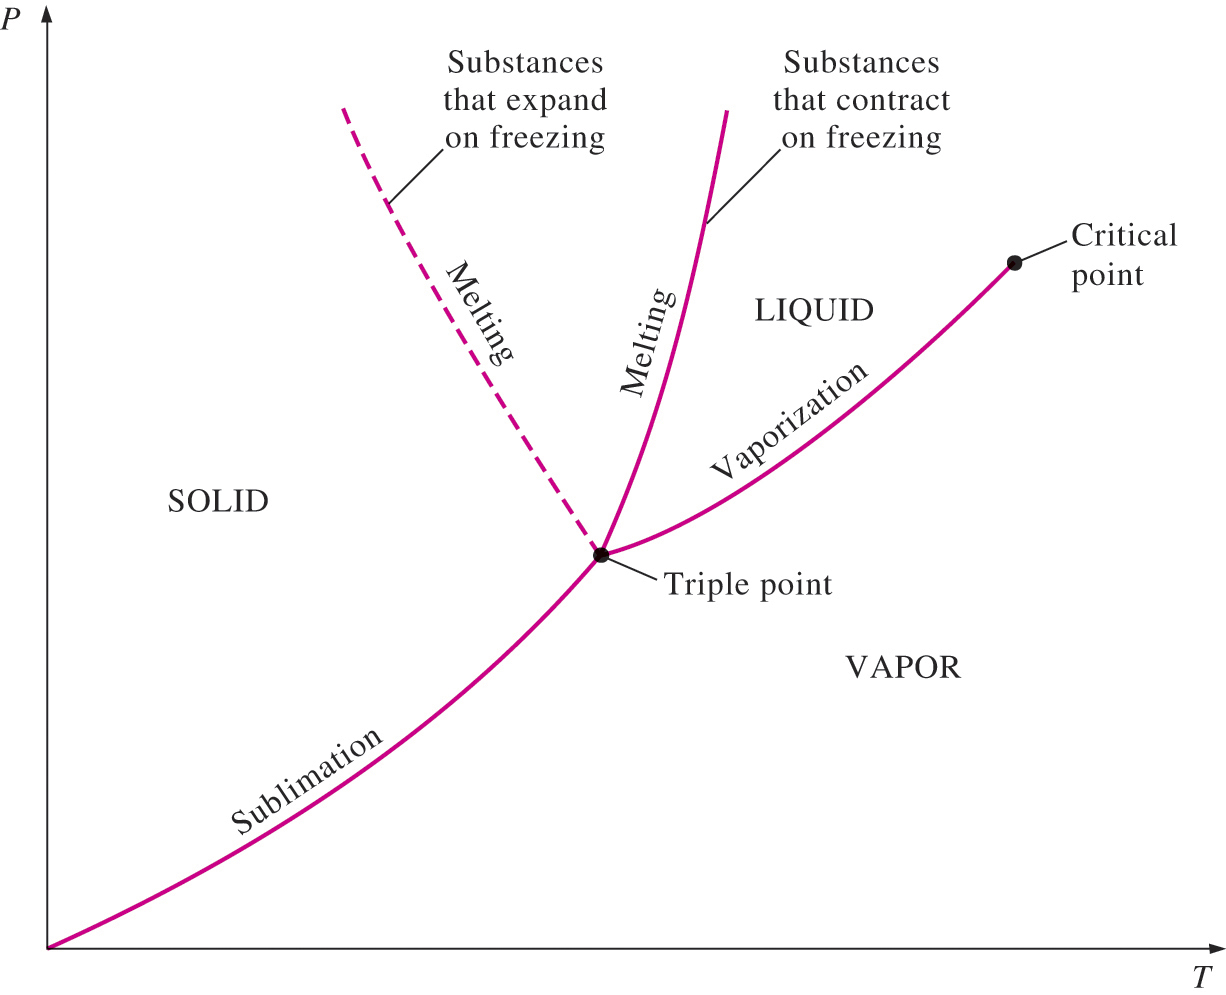 P
Substances
that expand
on freezing
Substances
that contract
on freezing
Critical
point
Melting
Melting
LIQUID
Vaporization
SOLID
Triple point
VAPOR
Sublimation
T